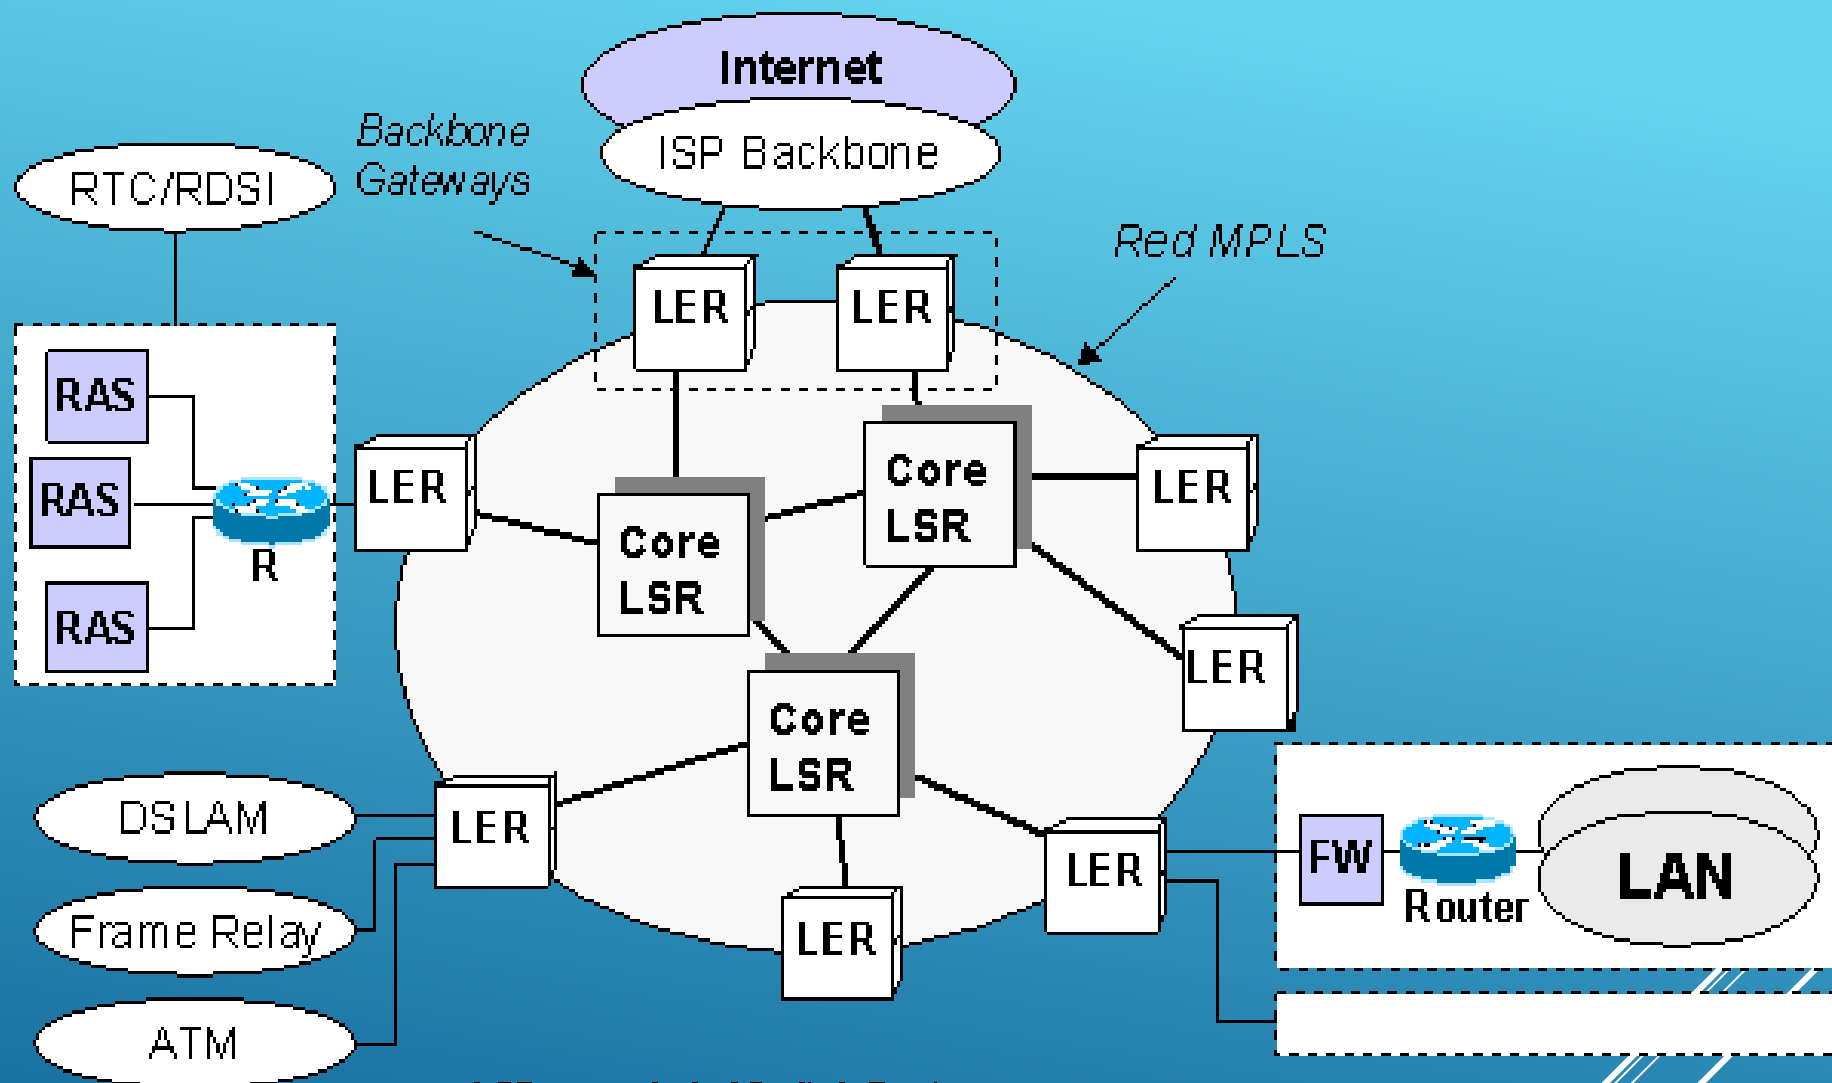 Internet
ISP Backbone
Backbone
Gateways
RTC/RDSI
Red MPLS
LER
LER
RAS
RAS
RAS
R
LER
Core
LSR
Core
LSR
LER
LER
Core
LSR
DSLAM
Frame Relay
ATM
LER
LER
LER
FW
Router
LAN